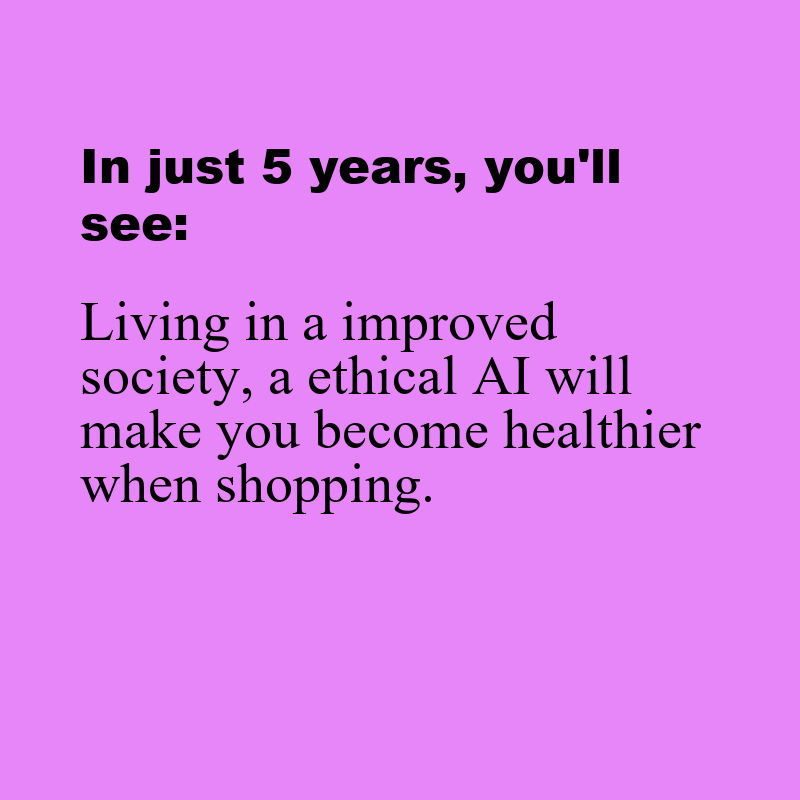 In just 5 years, you'll
see:
Living in a improved
society, a ethical AI will
make you become healthier
when shopping.